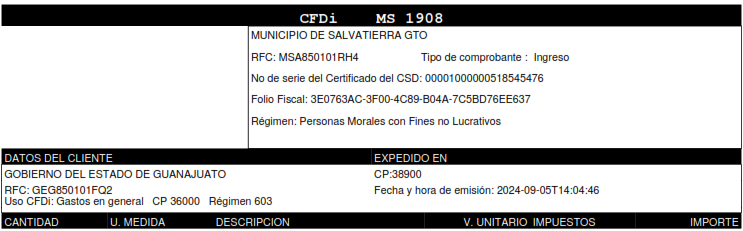 CFDi MS 1908
MUNICIPIO DE SALVATIERRA GTO
RFC: MSA850101RH4 Tipo de comprobante : Ingreso
No de serie del Certificado del CSD: 00001000000518545476
Folio Fiscal: 3E0763AC-3F00-4C89-B04A-7C5BD76EE637
Régimen: Personas Morales con Fines no Lucrativos
DATOS DEL CLIENTE EXPEDIDO EN
GOBIERNO DEL ESTADO DE GUANAJUATO CP:38900
RFC: GEG850101FQ2 Fecha y hora de emisión: 2024-09-05T14:04:46
Uso CFDi: Gastos en general CP 36000 Régimen 603
CANTIDAD U. MEDIDA DESCRIPCION V. UNITARIO IMPUESTOS IMPORTE